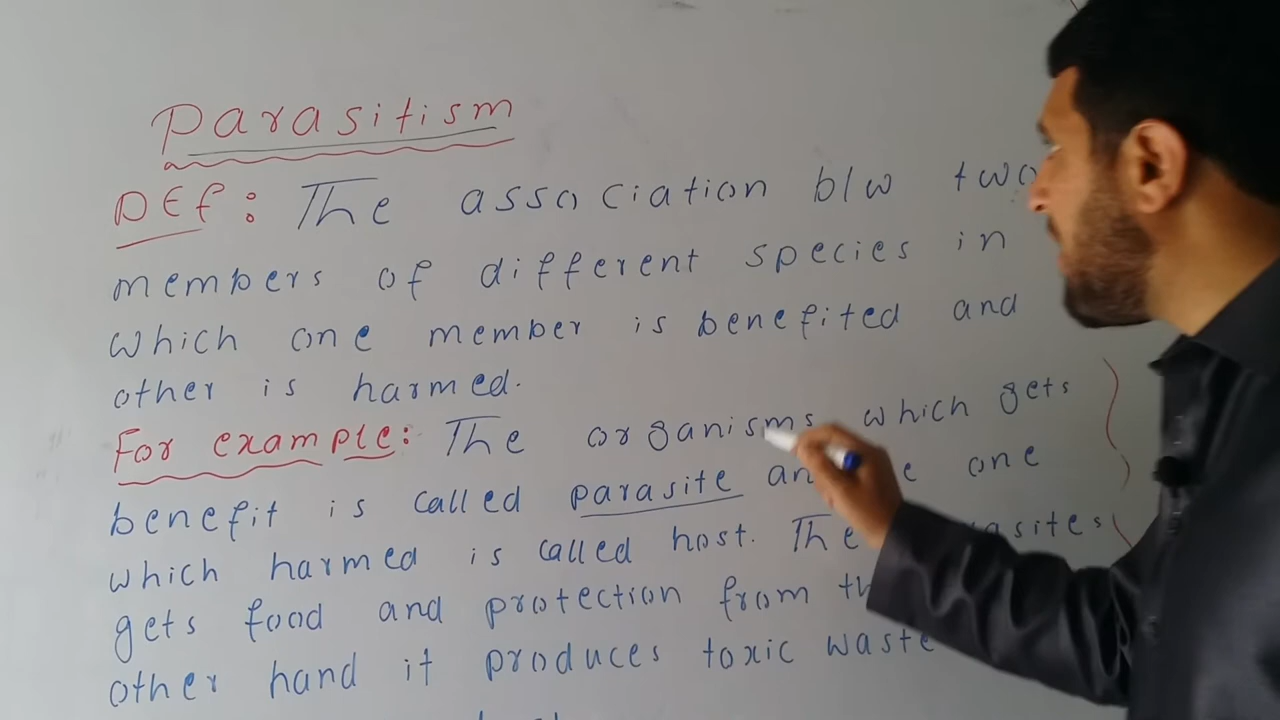 Parasitism
DEf: The association b/w two
members of different species in
which one member is benefited and
other is harmed.
For example: The organisms which gets
benefit is called parasite one
which harmed is called host. The
gets food and protection from
other hand it produces toxic waste